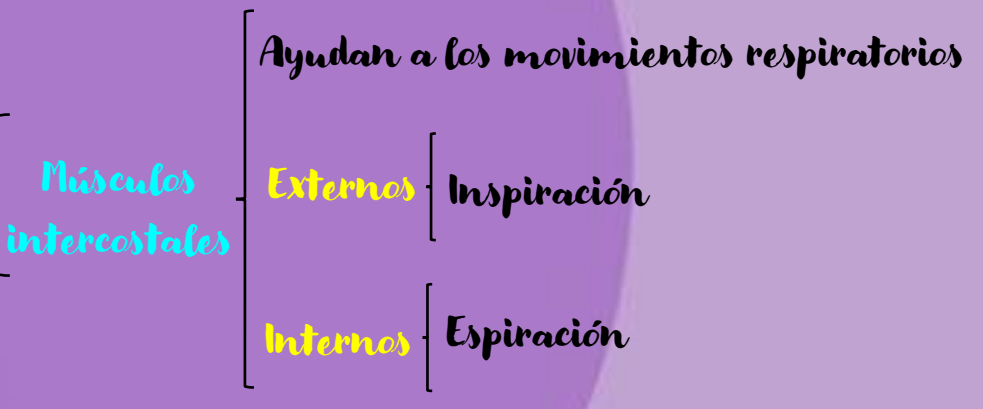 Ayudan a los movimientos respiratorios
Músculos
intercostales
Externos
Inspiración
Internos
Espiración